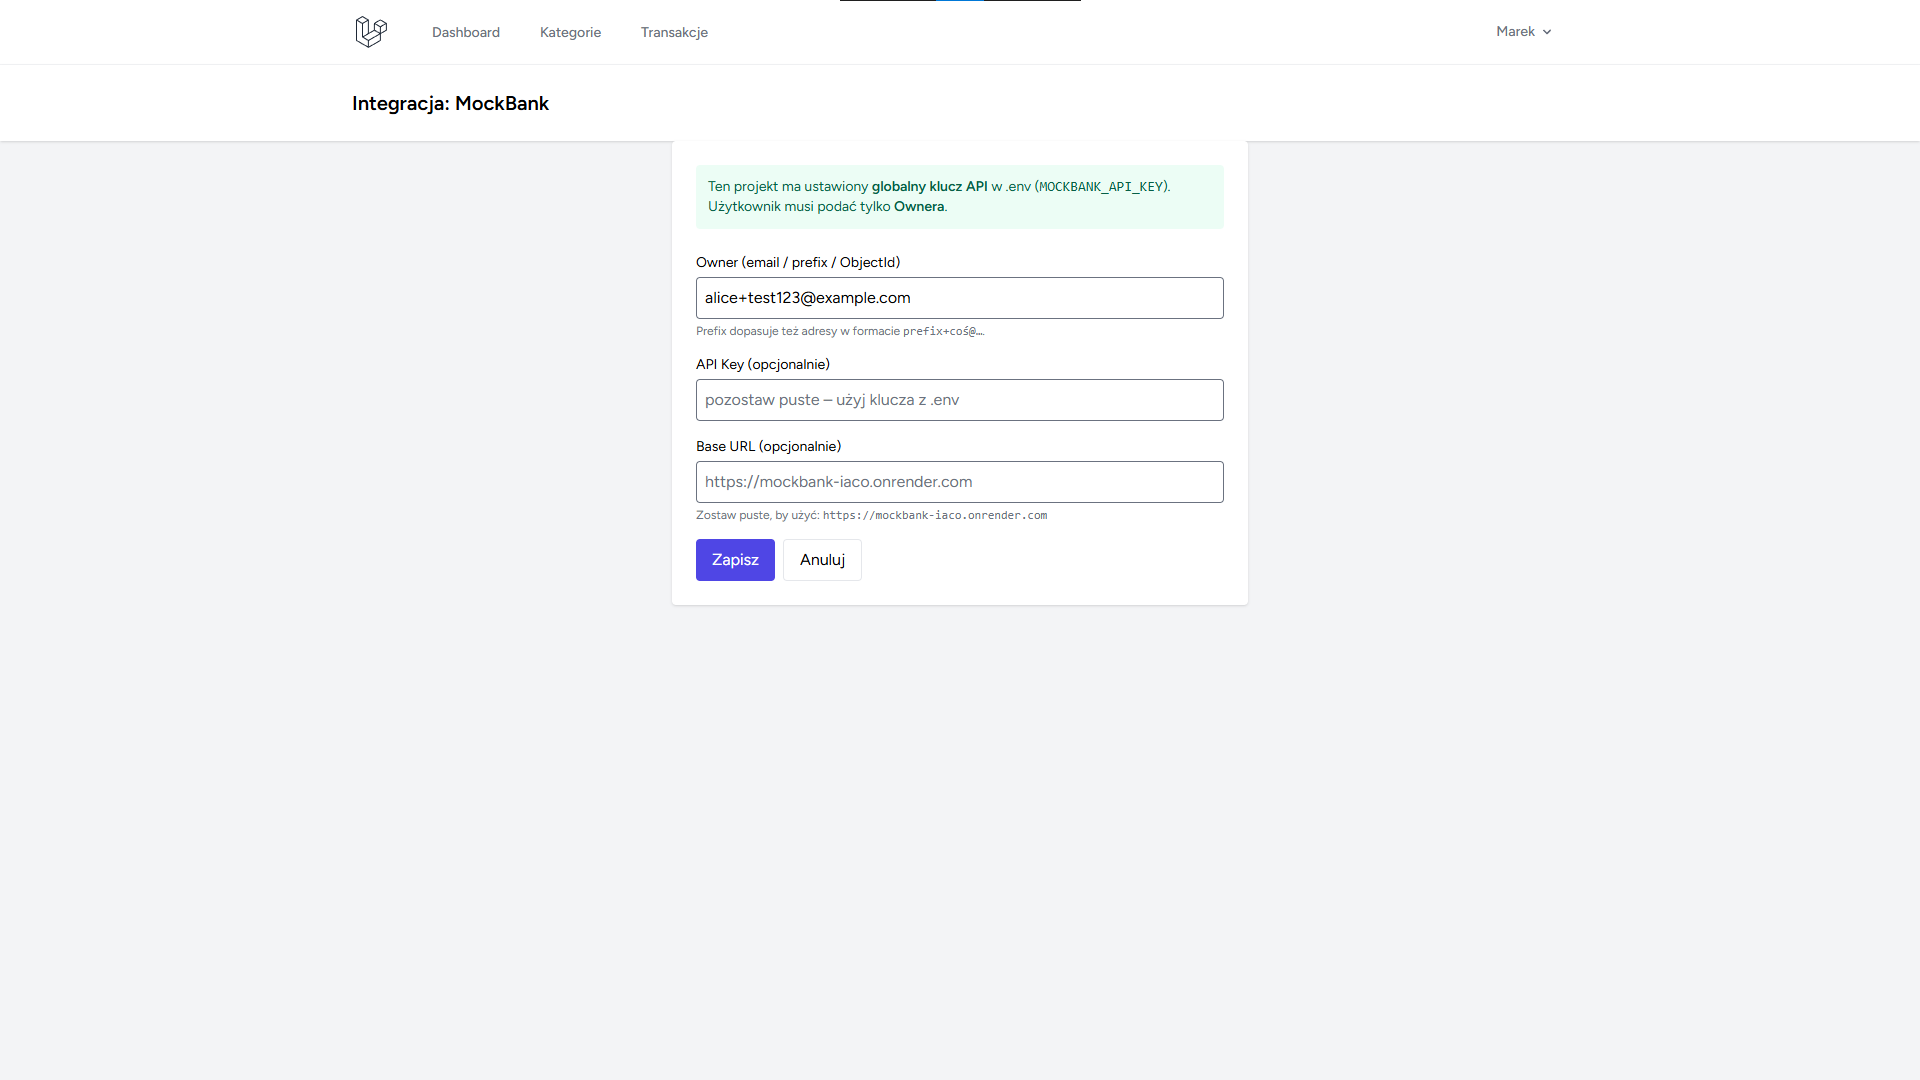 Dashboard
Kategorie
Transakcje
Marek
Integracja: MockBank
Ten projekt ma ustawiony globalny klucz API w .env (MOCKBANK_API_KEY).
Użytkownik musi podać tylko Ownera.
Owner (email / prefix / ObjectId)
alice+test123@example.com
Prefix dopasuje też adresy w formacie prefix+coś@….
API Key (opcjonalnie)
pozostaw puste – użyj klucza z .env
Base URL (opcjonalnie)
https://mockbank-iaco.onrender.com
Zostaw puste, by użyć: https://mockbank-iaco.onrender.com
Zapisz
Anuluj